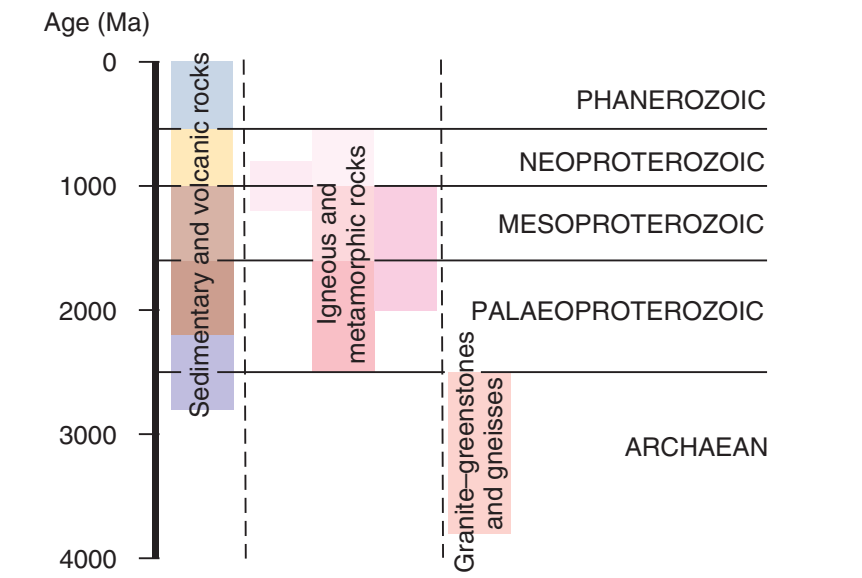 Age (Ma)
0
1000
2000
3000
4000
Sedimentary and volcanic rocks
Igneous and
metamorphic rocks
Granite–greenstones
and gneisses
PHANEROZOIC
NEOPROTEROZOIC
MESOPROTEROZOIC
PALAEOPROTEROZOIC
ARCHAEAN